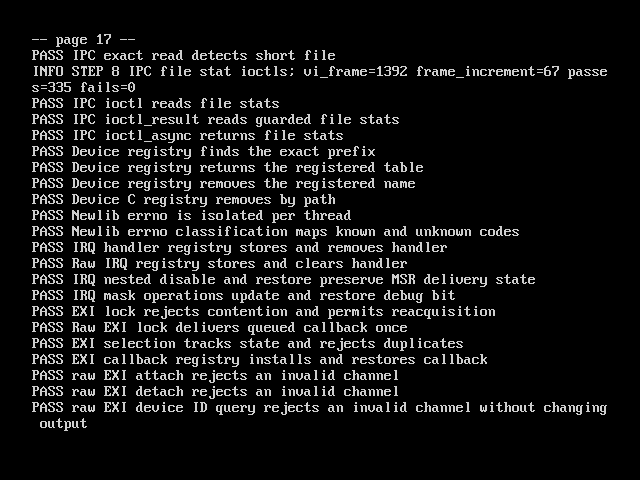 -- page 17 --
PASS IPC exact read detects short file
INFO STEP 8 IPC file stat ioctls; vi_frame=1392 frame_increment=67 passe
s=335 fails=0
PASS IPC ioctl reads file stats
PASS IPC ioctl_result reads guarded file stats
PASS IPC ioctl_async returns file stats
PASS Device registry finds the exact prefix
PASS Device registry returns the registered table
PASS Device registry removes the registered name
PASS Device C registry removes by path
PASS Newlib errno is isolated per thread
PASS Newlib errno classification maps known and unknown codes
PASS IRQ handler registry stores and removes handler
PASS Raw IRQ registry stores and clears handler
PASS IRQ nested disable and restore preserve MSR delivery state
PASS IRQ mask operations update and restore debug bit
PASS EXI lock rejects contention and permits reacquisition
PASS Raw EXI lock delivers queued callback once
PASS EXI selection tracks state and rejects duplicates
PASS EXI callback registry installs and restores callback
PASS raw EXI attach rejects an invalid channel
PASS raw EXI detach rejects an invalid channel
PASS raw EXI device ID query rejects an invalid channel without changing
output